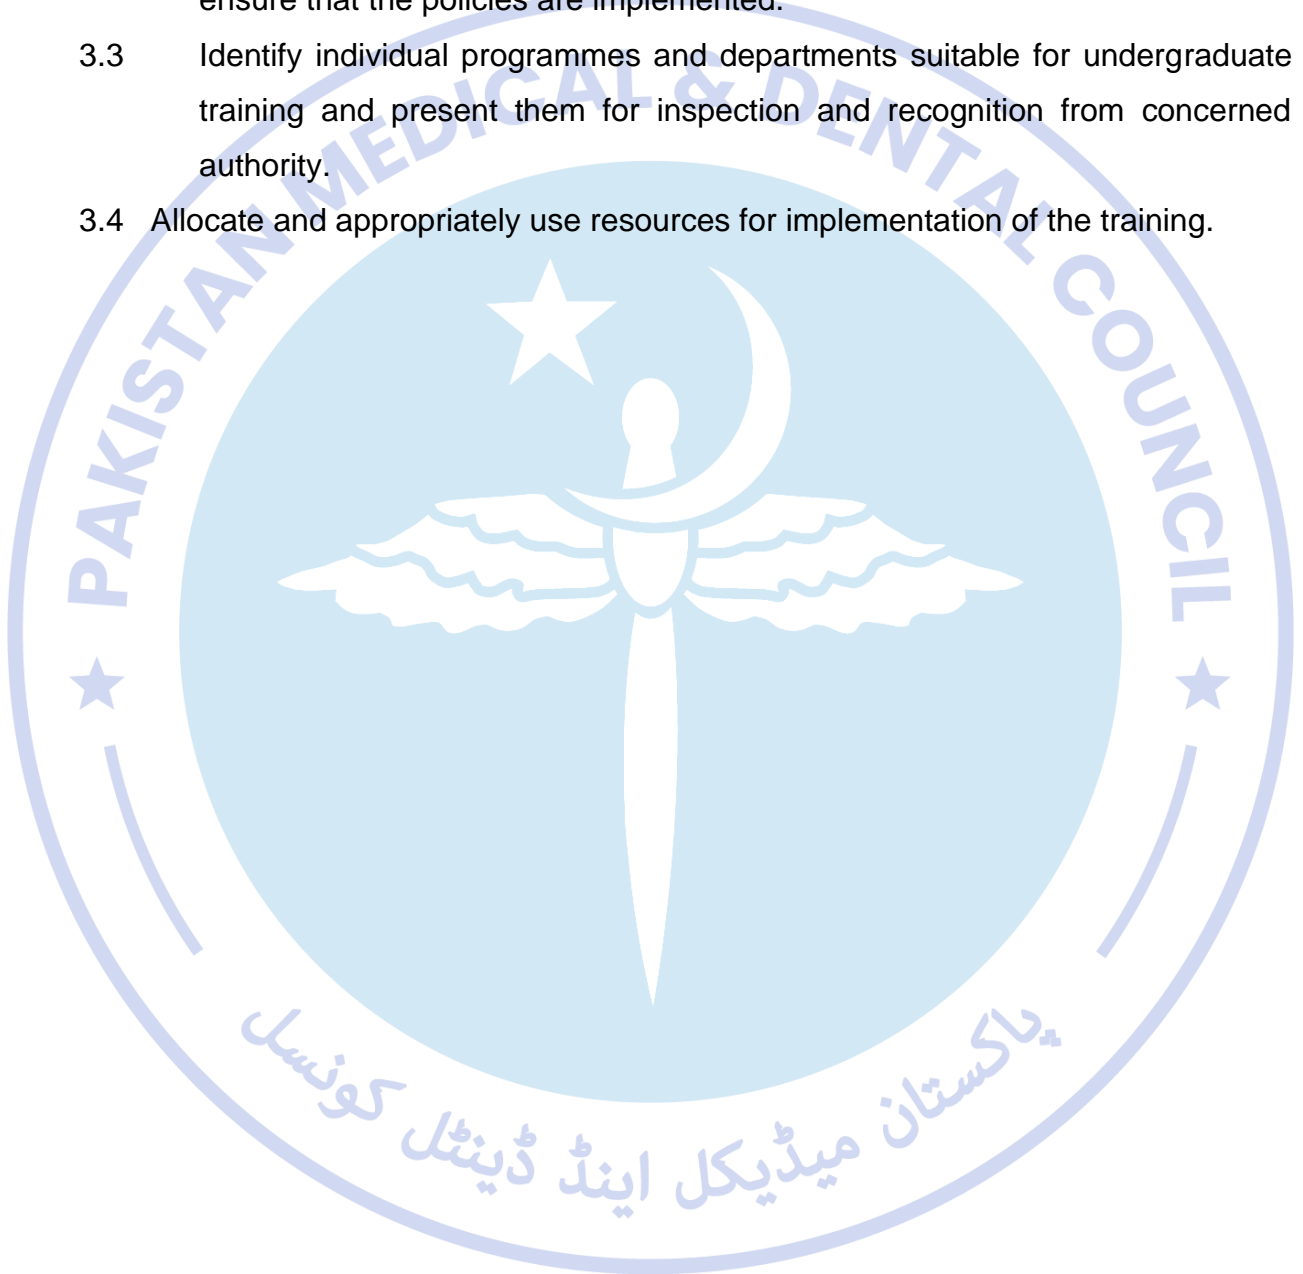 ensure that the policies are implemented.
3.3 Identify individual programmes and departments suitable for undergraduate
training and present them for inspection and recognition from concerned
authority.
3.4 Allocate and appropriately use resources for implementation of the training.
PAKISTAN MEDICAL & DENTAL COUNCIL
پاکستان میڈیکل اینڈ ڈینٹل کونسل